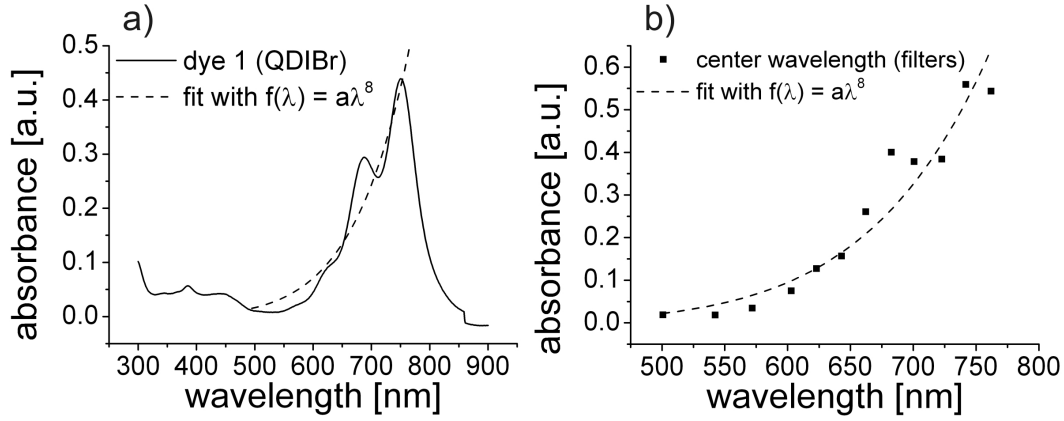 a)
dye 1 (QDIBr)
fit with f(λ) = aλ⁸
0.5
0.4
0.3
0.2
0.1
0.0
absorbance [a.u.]
300 400 500 600 700 800 900
wavelength [nm]
b)
center wavelength (filters)
fit with f(λ) = aλ⁸
0.6
0.5
0.4
0.3
0.2
0.1
0.0
absorbance [a.u.]
500 550 600 650 700 750 800
wavelength [nm]